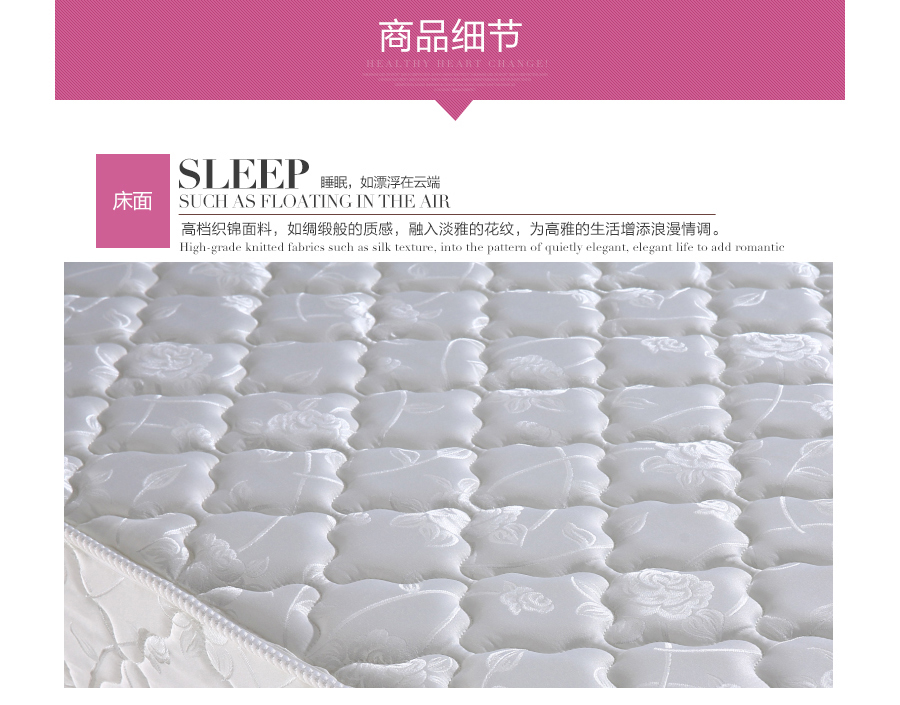 商品细节
HEALTHY HEART CHANGE!
床面
SLEEP 睡眠，如漂浮在云端
SUCH AS FLOATING IN THE AIR
高档织锦面料，如绸缎般的质感，融入淡雅的花纹，为高雅的生活增添浪漫情调。
High-grade knitted fabrics such as silk texture, into the pattern of quietly elegant, elegant life to add romantic